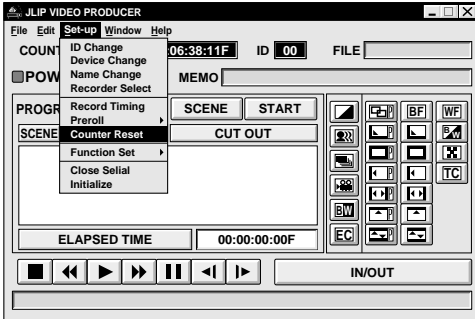 JLIP VIDEO PRODUCER
File Edit Set-up Window Help
COUNT 06:38:11F ID 00 FILE
POW MEMO
ID Change
Device Change
Name Change
Recorder Select
Record Timing
Preroll
Counter Reset
Function Set
Close Selial
Initialize
PROGR SCENE START
SCENE CUT OUT
ELAPSED TIME 00:00:00:00F
BF WF
B/W
TC
P
P
P
P
P
P
P
BW
EC
IN/OUT